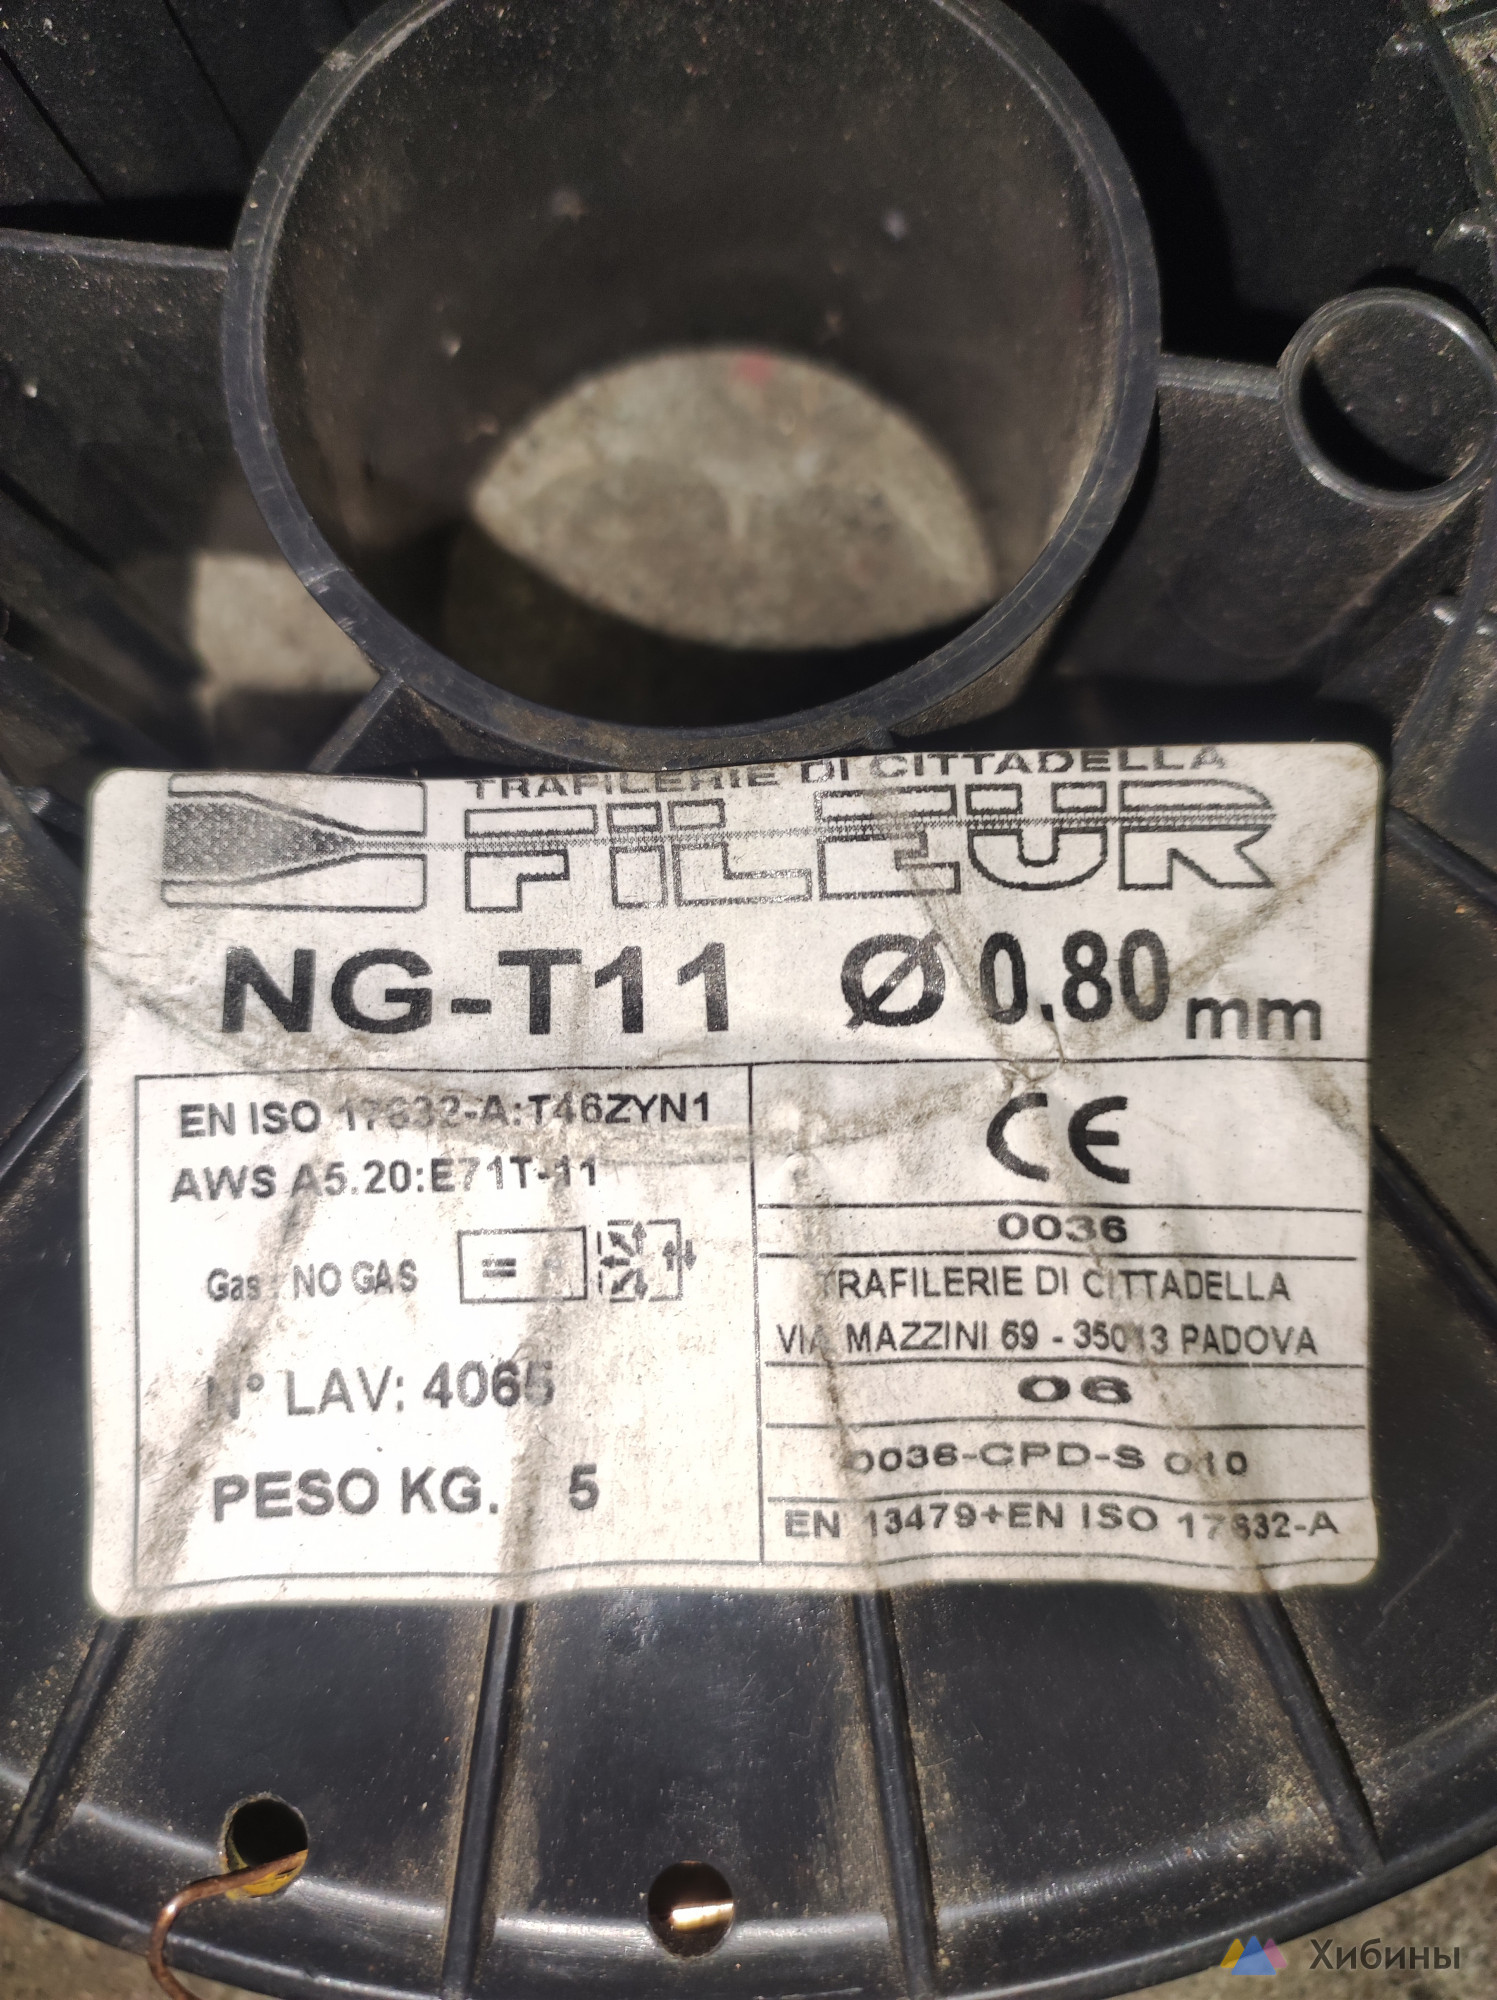 TRAFILERIE DI CITTADELLA
FILEUR
NG-T11 Ø 0.80 mm
EN ISO 17632-A:T46ZYN1
AWS A5.20:E71T-11
Gas: NO GAS =
N° LAV: 4065
PESO KG. 5
CE
0036
TRAFILERIE DI CITTADELLA
VIA MAZZINI 69 - 35013 PADOVA
06
0036-CPD-S 010
EN 13479+EN ISO 17632-A
Хибины